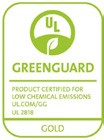 UL
GREENGUARD
PRODUCT CERTIFIED FOR
LOW CHEMICAL EMISSIONS
UL.COM/GG
UL 2818
GOLD